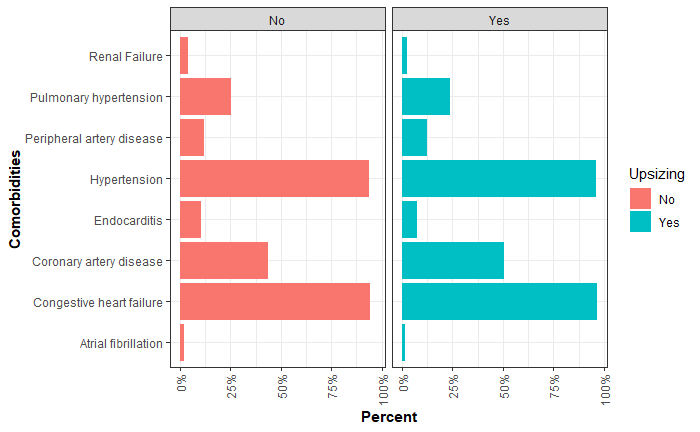 No
Yes
Comorbidities
Renal Failure
Pulmonary hypertension
Peripheral artery disease
Hypertension
Endocarditis
Coronary artery disease
Congestive heart failure
Atrial fibrillation
0%
25%
50%
75%
100%
0%
25%
50%
75%
100%
Percent
Upsizing
No
Yes